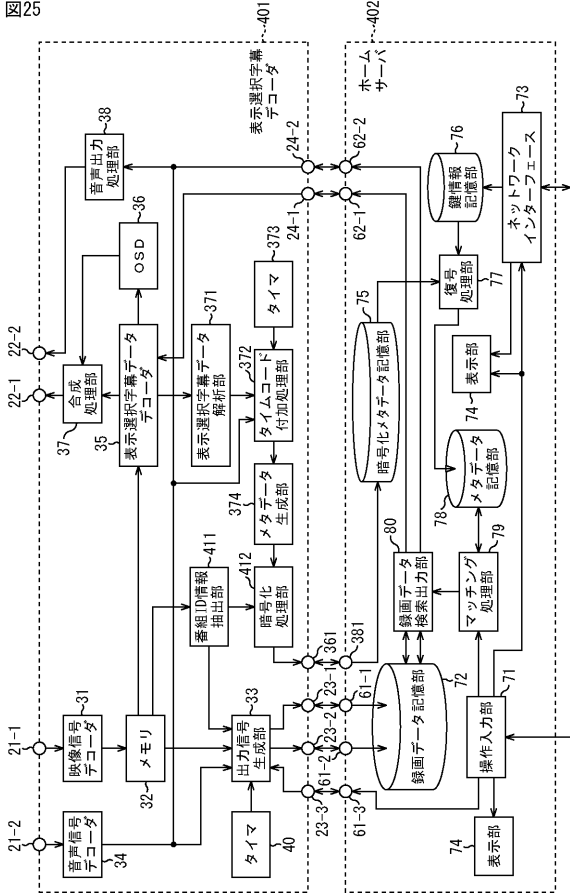 図25
401
表示選択字幕
デコーダ
21-1
21-2
22-1
22-2
映像信号
デコーダ
31
音声信号
デコーダ
34
メモリ
32
合成
処理部
37
表示選択字幕データ
デコーダ
35
OSD
36
音声出力
処理部
38
表示選択字幕データ
解析部
371
タイムコード
付加処理部
372
タイマ
373
メタデータ
生成部
374
番組ID情報
抽出部
411
暗号化
処理部
412
出力信号
生成部
33
タイマ
40
23-1
23-2
23-3
361
24-1
24-2
402
ホーム
サーバ
61-1
61-2
61-3
381
62-1
62-2
録画データ記憶部
72
録画データ
検索出力部
80
暗号化メタデータ記憶部
75
鍵情報
記憶部
76
復号
処理部
77
メタデータ
記憶部
78
マッチング
処理部
79
操作入力部
71
表示部
74
表示部
74
ネットワーク
インターフェース
73